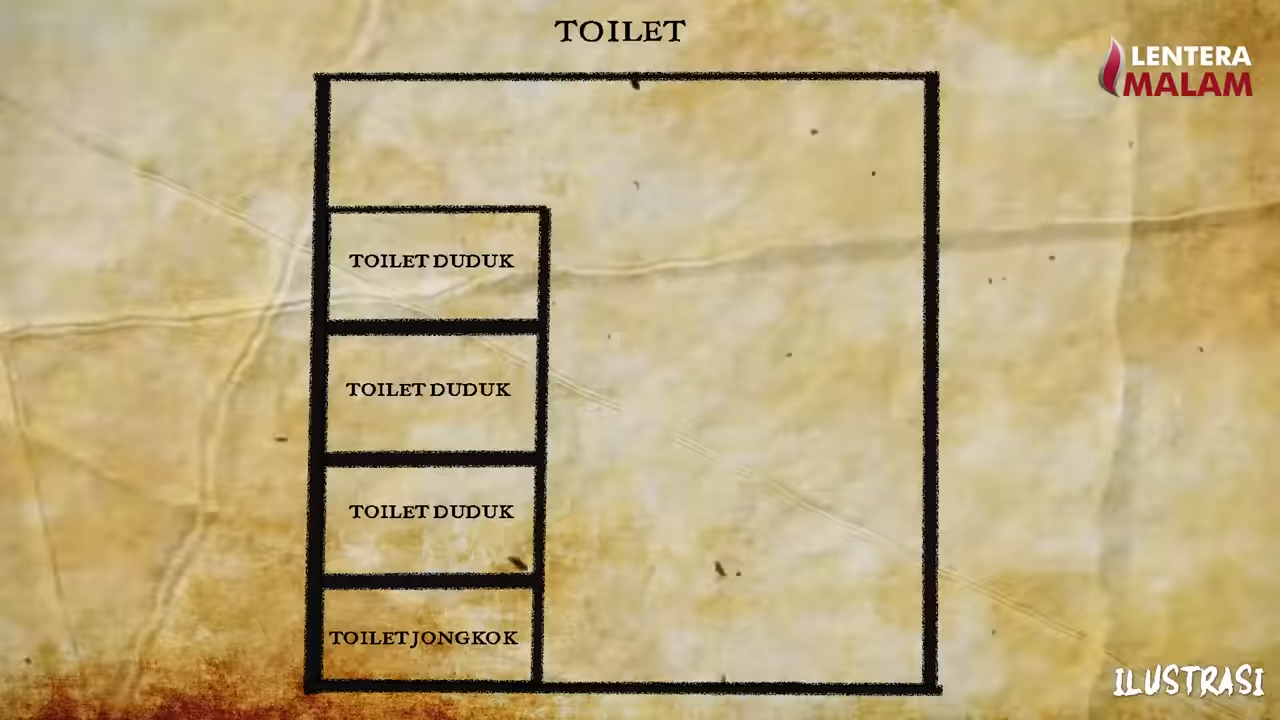 TOILET
LENTERA
MALAM
TOILET DUDUK
TOILET DUDUK
TOILET DUDUK
TOILET JONGKOK
ILUSTRASI